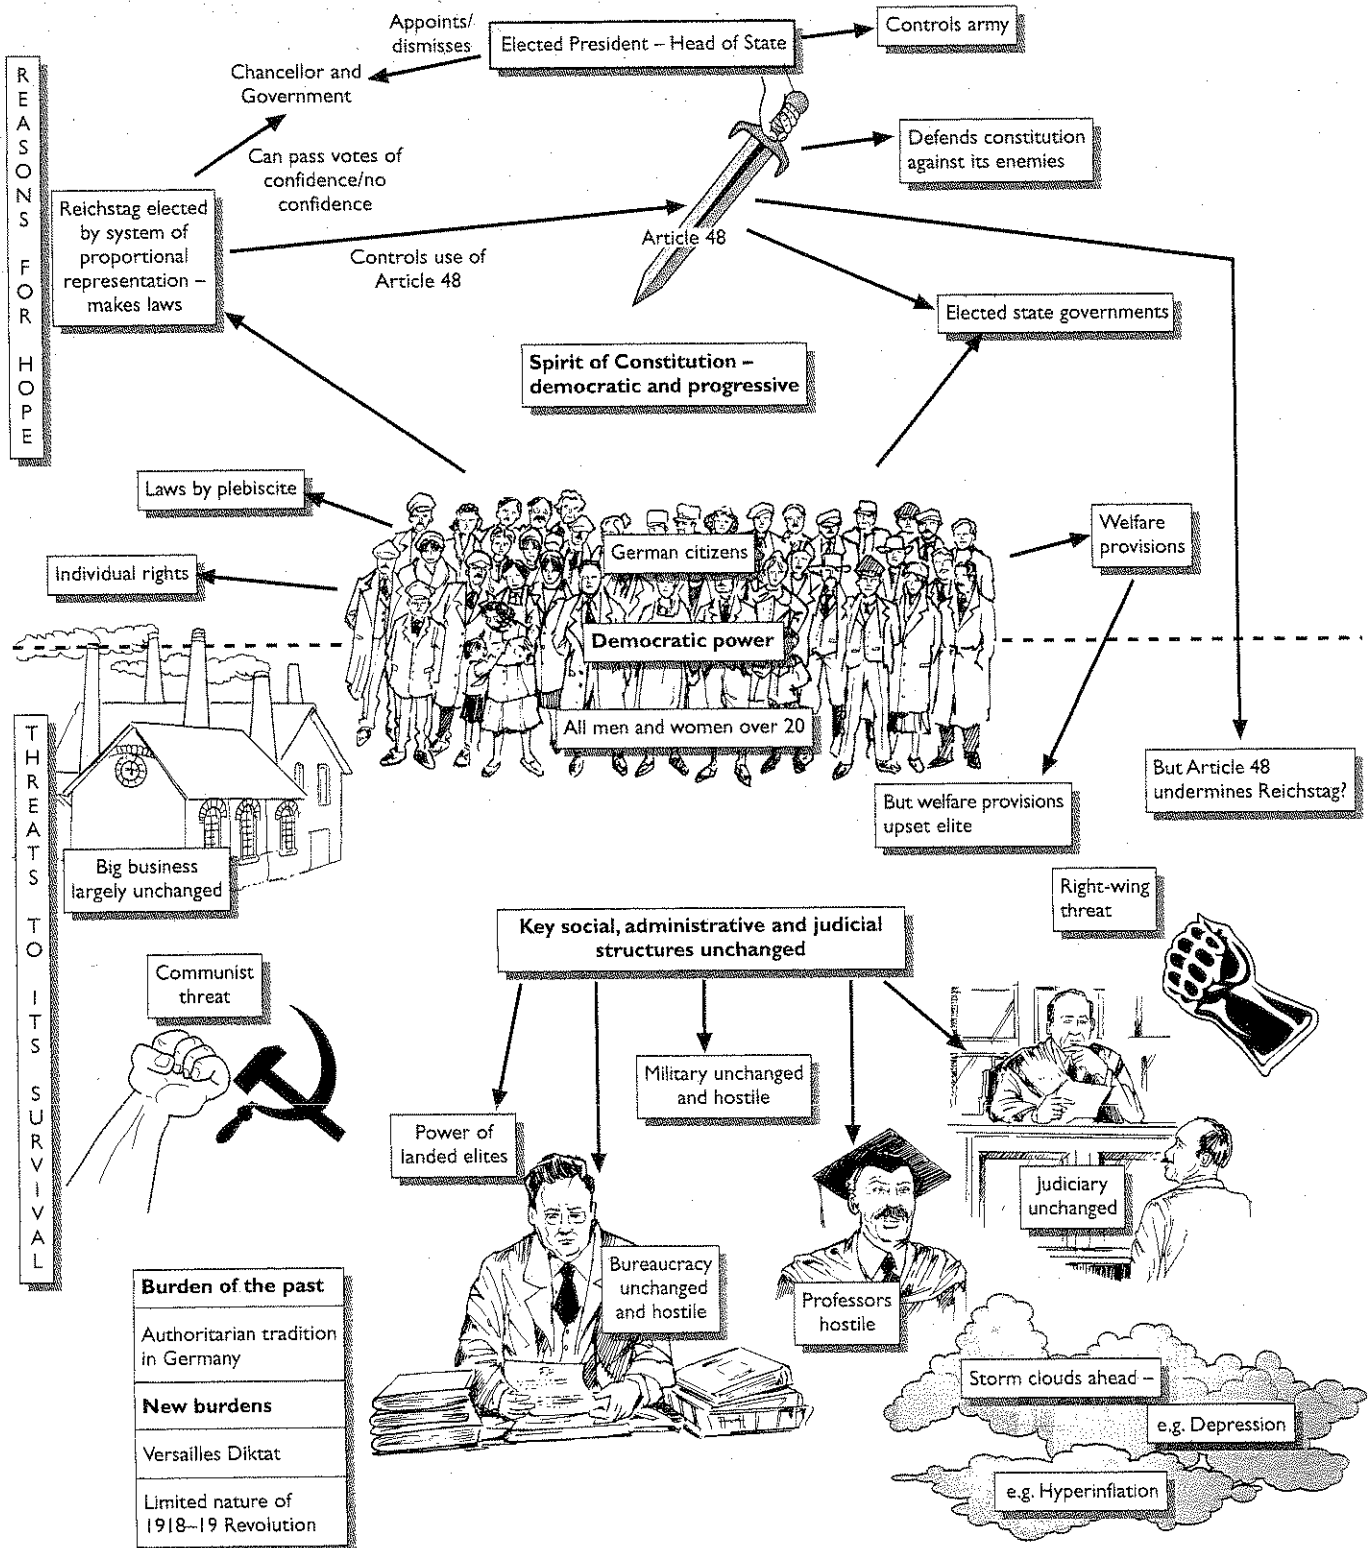 Appoints/
dismisses
Elected President – Head of State
Controls army
Chancellor and
Government
Can pass votes of
confidence/no
confidence
Defends constitution
against its enemies
REASONS FOR HOPE
Reichstag elected
by system of
proportional
representation –
makes laws
Controls use of
Article 48
Article 48
Elected state governments
Spirit of Constitution –
democratic and progressive
Laws by plebiscite
Individual rights
German citizens
Welfare
provisions
Democratic power
All men and women over 20
THREATS TO ITS SURVIVAL
But Article 48
undermines Reichstag?
But welfare provisions
upset elite
Big business
largely unchanged
Right-wing
threat
Key social, administrative and judicial
structures unchanged
Communist
threat
Military unchanged
and hostile
Power of
landed elites
Judiciary
unchanged
Bureaucracy
unchanged
and hostile
Professors
hostile
Burden of the past
Authoritarian tradition
in Germany
New burdens
Versailles Diktat
Limited nature of
1918–19 Revolution
Storm clouds ahead –
e.g. Depression
e.g. Hyperinflation